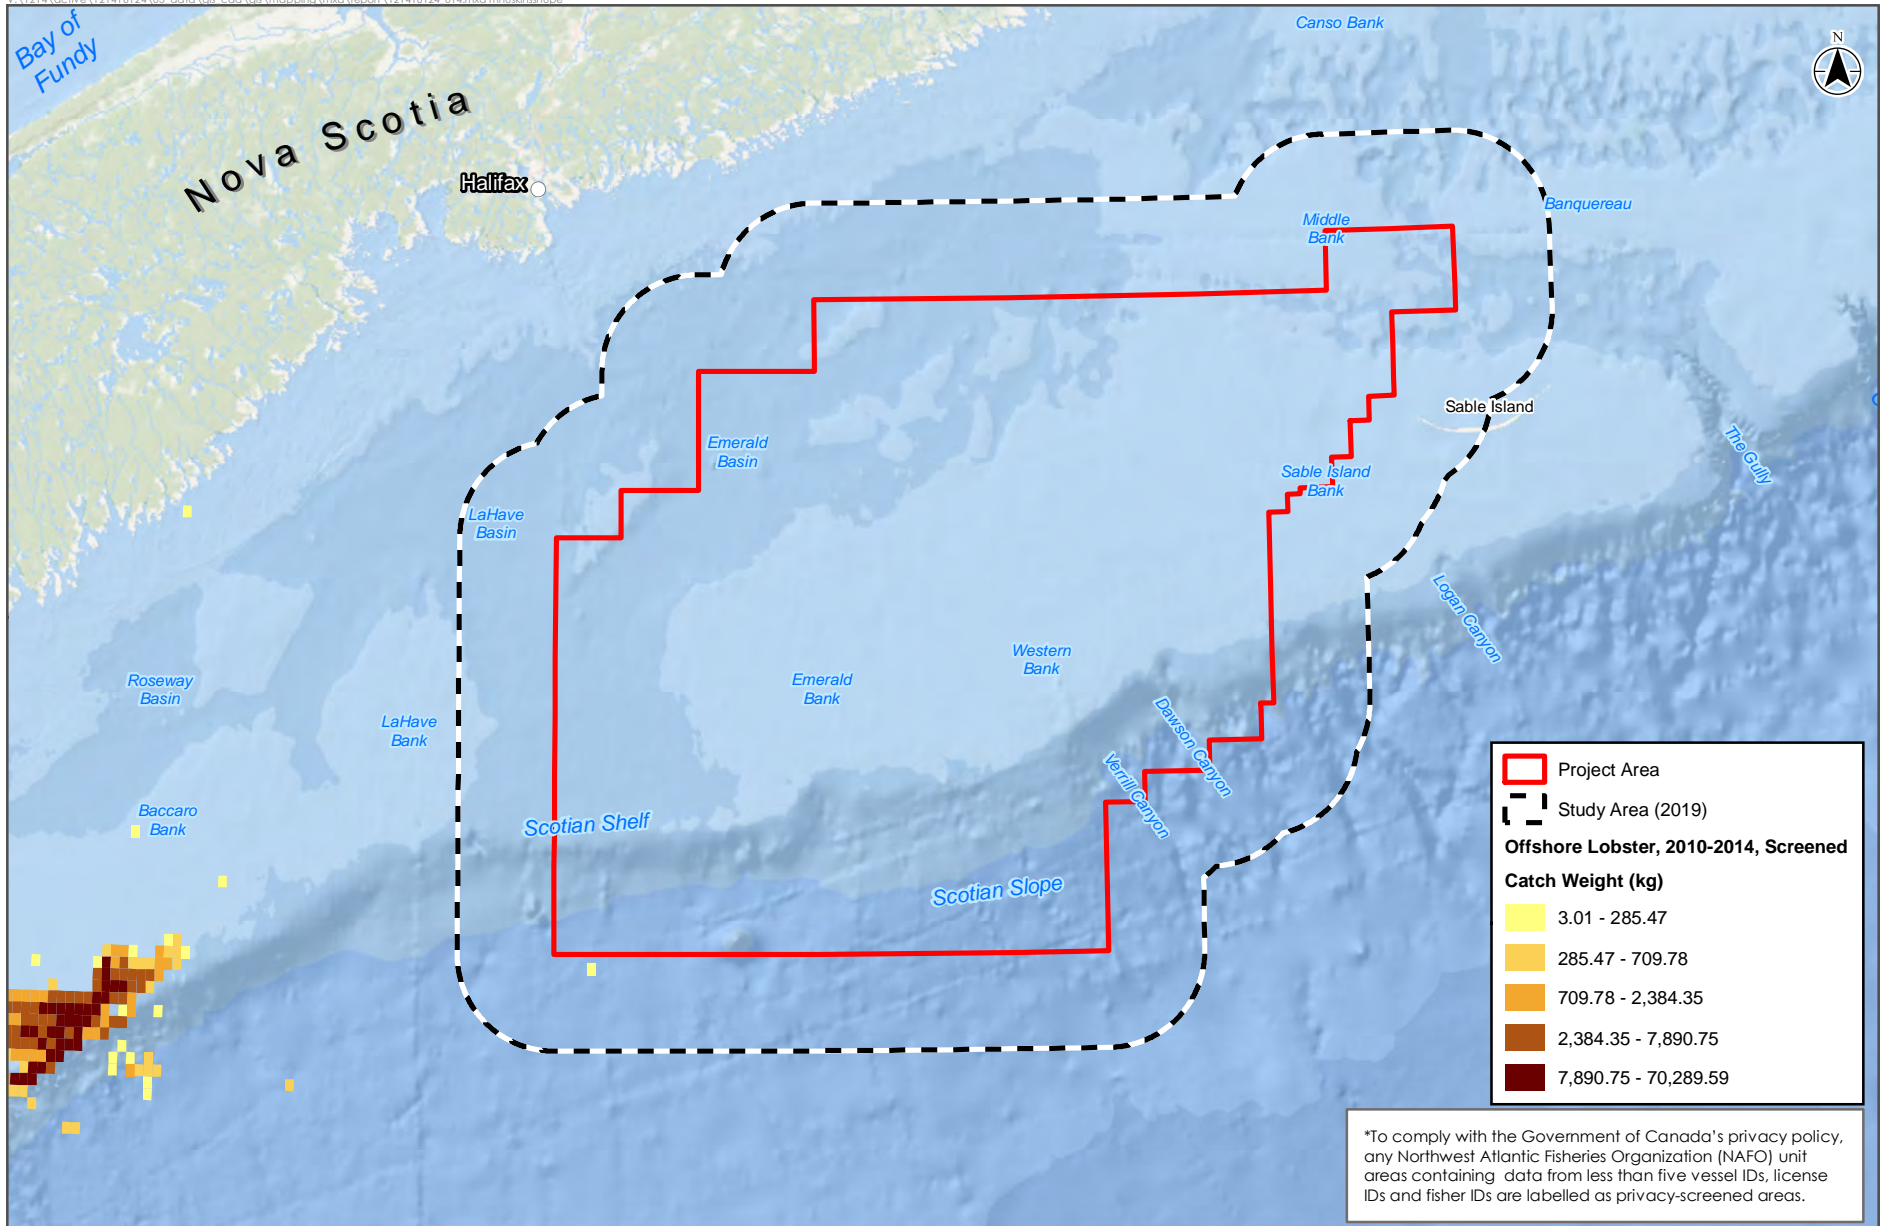 Bay of
Fundy
Nova Scotia
Halifax
Canso Bank
N
Banquereau
Middle
Bank
Sable Island
The Gully
Emerald
Basin
Sable Island
Bank
LaHave
Basin
Logan Canyon
Western
Bank
Roseway
Basin
Emerald
Bank
LaHave
Bank
Dawson Canyon
Verrill Canyon
Baccaro
Bank
Scotian Shelf
Scotian Slope
Project Area
Study Area (2019)
Offshore Lobster, 2010-2014, Screened
Catch Weight (kg)
3.01 - 285.47
285.47 - 709.78
709.78 - 2,384.35
2,384.35 - 7,890.75
7,890.75 - 70,289.59
*To comply with the Government of Canada's privacy policy,
any Northwest Atlantic Fisheries Organization (NAFO) unit
areas containing data from less than five vessel IDs, license
IDs and fisher IDs are labelled as privacy-screened areas.